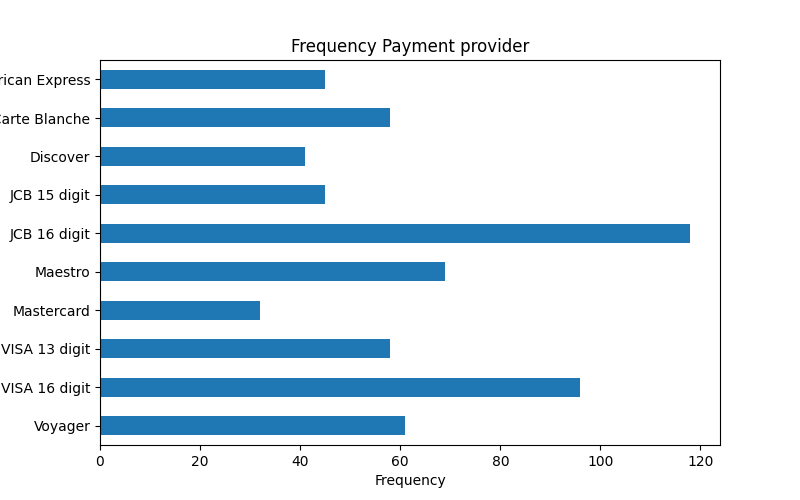 Frequency Payment provider
rican Express
Carte Blanche
Discover
JCB 15 digit
JCB 16 digit
Maestro
Mastercard
VISA 13 digit
VISA 16 digit
Voyager
0 20 40 60 80 100 120
Frequency